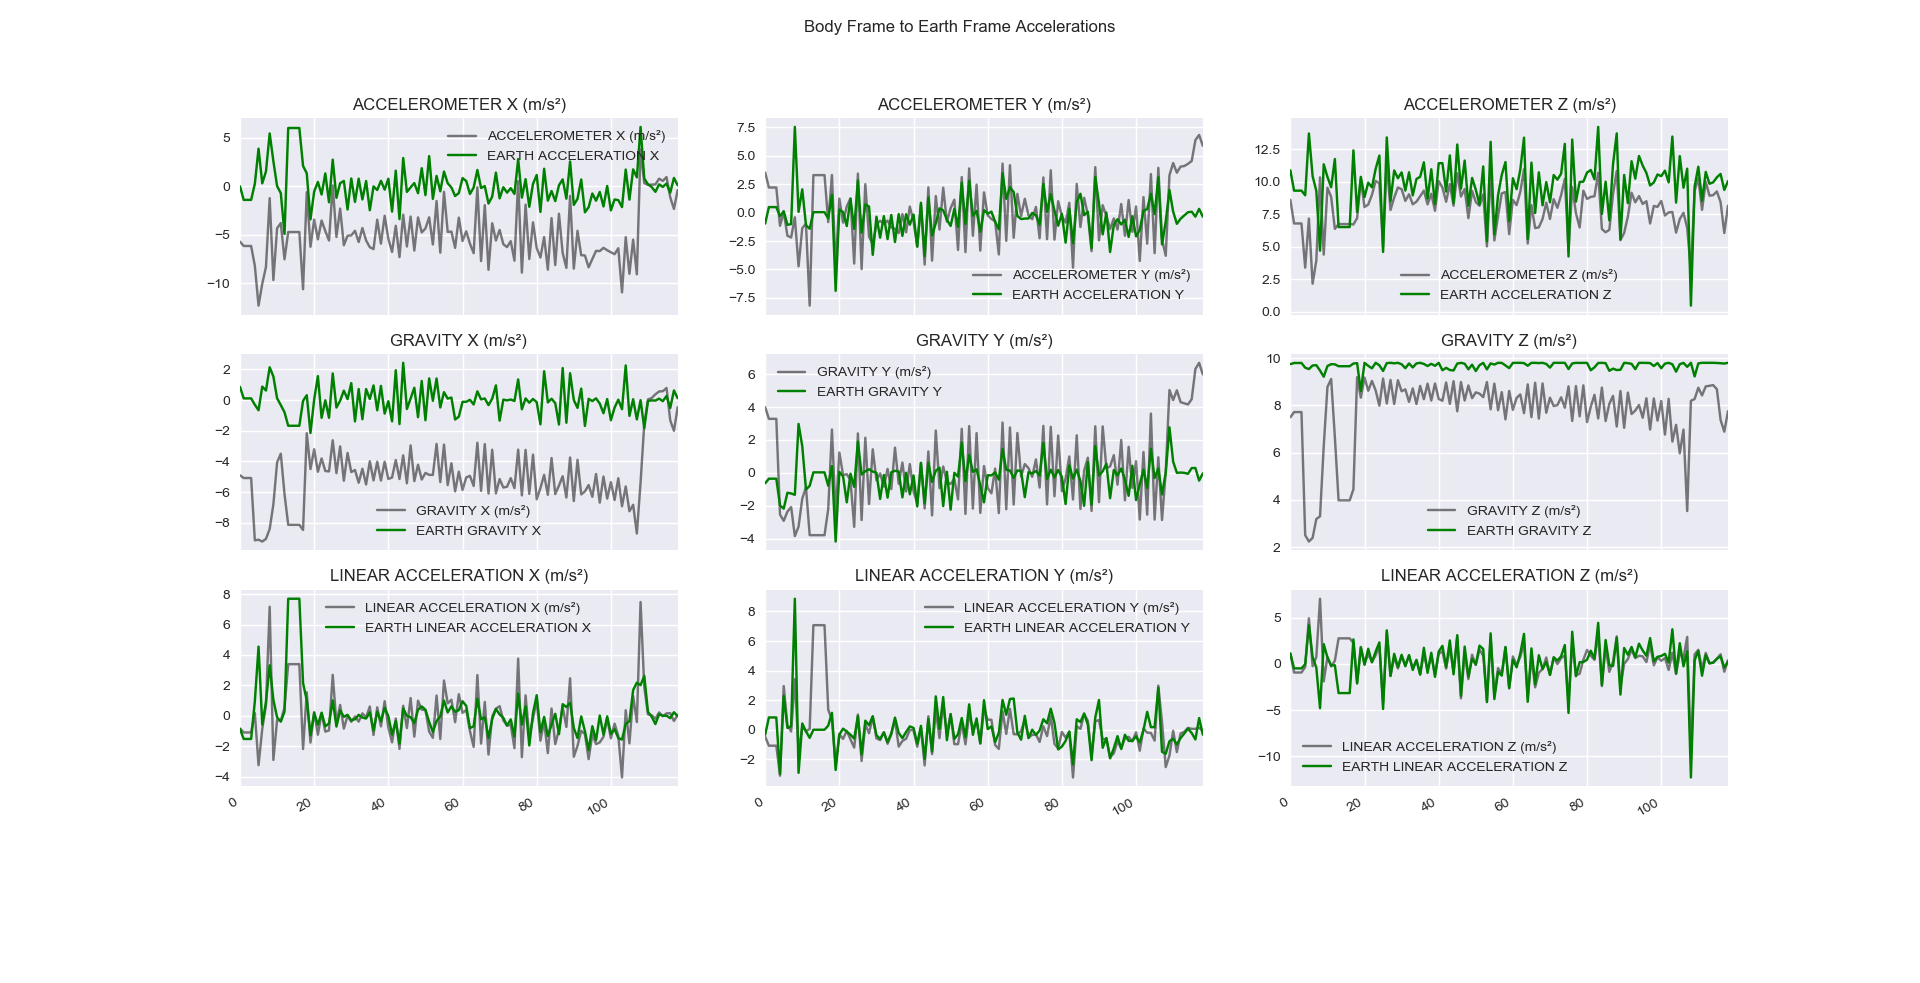 Body Frame to Earth Frame Accelerations
ACCELEROMETER X (m/s²)
5
0
−5
−10
ACCELEROMETER X (m/s²)
EARTH ACCELERATION X
ACCELEROMETER Y (m/s²)
7.5
5.0
2.5
0.0
−2.5
−5.0
−7.5
ACCELEROMETER Y (m/s²)
EARTH ACCELERATION Y
ACCELEROMETER Z (m/s²)
12.5
10.0
7.5
5.0
2.5
0.0
ACCELEROMETER Z (m/s²)
EARTH ACCELERATION Z
GRAVITY X (m/s²)
2
0
−2
−4
−6
−8
GRAVITY X (m/s²)
EARTH GRAVITY X
GRAVITY Y (m/s²)
6
4
2
0
−2
−4
GRAVITY Y (m/s²)
EARTH GRAVITY Y
GRAVITY Z (m/s²)
10
8
6
4
2
GRAVITY Z (m/s²)
EARTH GRAVITY Z
LINEAR ACCELERATION X (m/s²)
8
6
4
2
0
−2
−4
LINEAR ACCELERATION X (m/s²)
EARTH LINEAR ACCELERATION X
0 20 40 60 80 100
LINEAR ACCELERATION Y (m/s²)
8
6
4
2
0
−2
LINEAR ACCELERATION Y (m/s²)
EARTH LINEAR ACCELERATION Y
0 20 40 60 80 100
LINEAR ACCELERATION Z (m/s²)
5
0
−5
−10
LINEAR ACCELERATION Z (m/s²)
EARTH LINEAR ACCELERATION Z
0 20 40 60 80 100